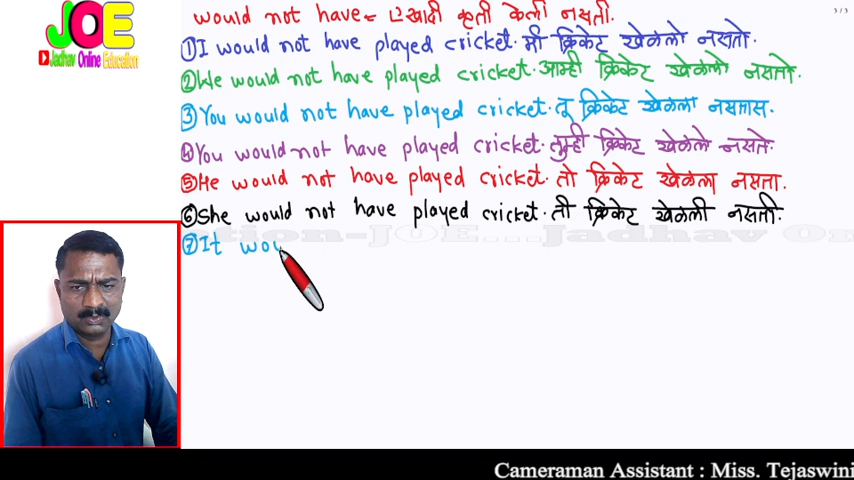 JOE
Jadhav Online Education
3/3
would not have = एखादी कृती केली नसती.
① I would not have played cricket. मी क्रिकेट खेळलो नसतो.
② We would not have played cricket. आम्ही क्रिकेट खेळलो नसतो.
③ You would not have played cricket. तू क्रिकेट खेळला नसतास.
④ You would not have played cricket. तुम्ही क्रिकेट खेळले नसते.
⑤ He would not have played cricket. तो क्रिकेट खेळला नसता.
⑥ She would not have played cricket. ती क्रिकेट खेळली नसती.
⑦ It wou
Cameraman Assistant : Miss. Tejaswini